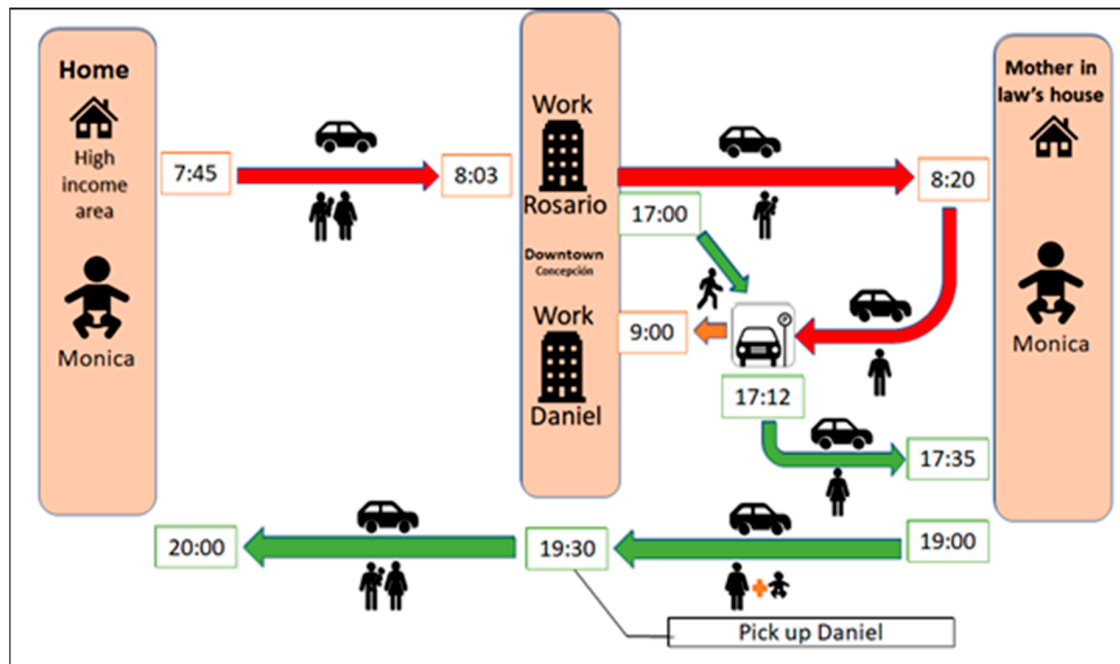 Home
High
income
area
Monica
7:45
8:03
Work
Rosario
Downtown
Concepción
Work
Daniel
17:00
9:00
P
17:12
8:20
17:35
Mother in
law's house
Monica
20:00
19:30
19:00
Pick up Daniel